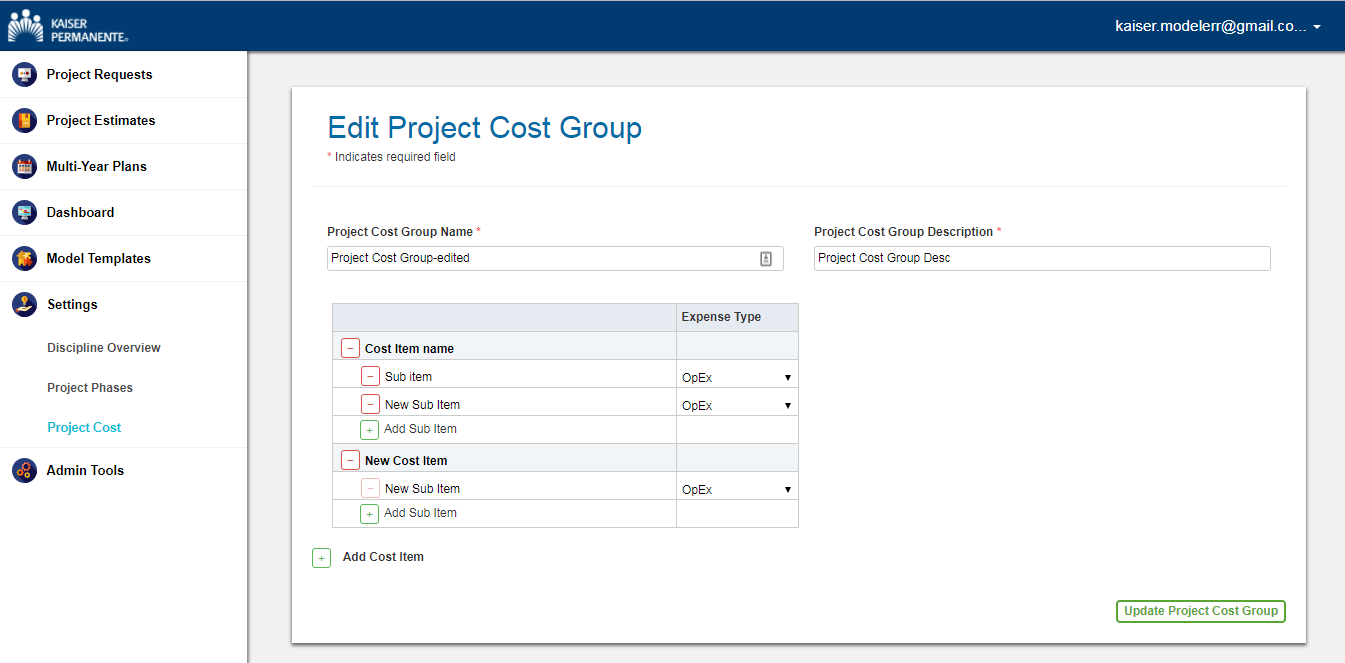 KAISER
PERMANENTE®
kaiser.modelerr@gmail.co...
Project Requests
Project Estimates
Multi-Year Plans
Dashboard
Model Templates
Settings
Discipline Overview
Project Phases
Project Cost
Admin Tools
Edit Project Cost Group
* Indicates required field
Project Cost Group Name *
Project Cost Group-edited
Project Cost Group Description *
Project Cost Group Desc
Expense Type
Cost Item name
Sub item OpEx
New Sub Item OpEx
Add Sub Item
New Cost Item
New Sub Item OpEx
Add Sub Item
Add Cost Item
Update Project Cost Group